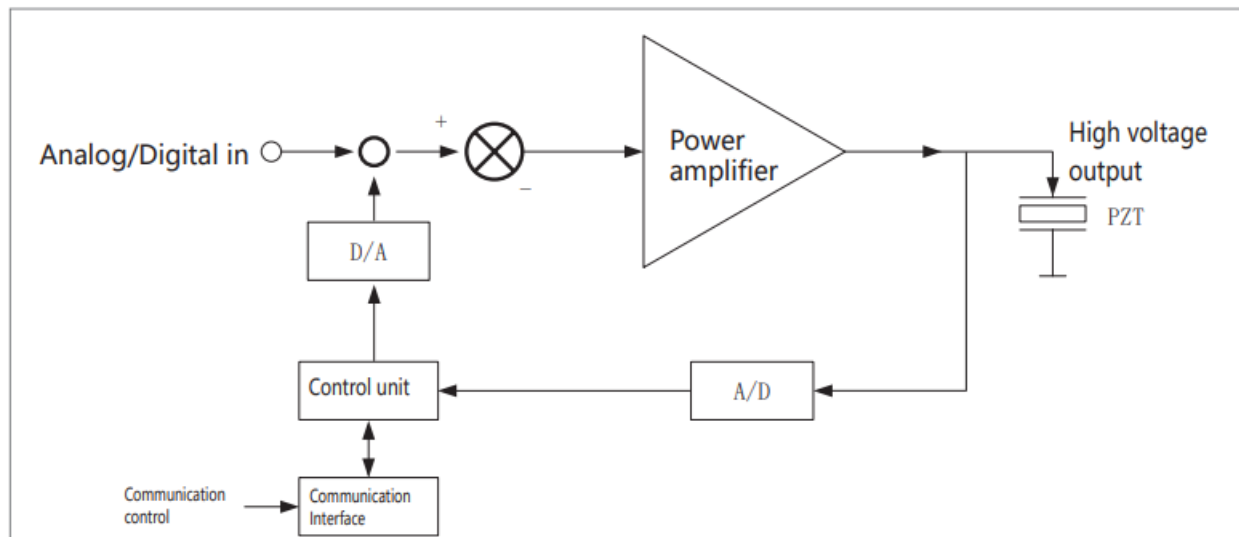 Analog/Digital in
+
−
Power
amplifier
High voltage
output
PZT
D/A
Control unit
A/D
Communication
control
Communication
Interface